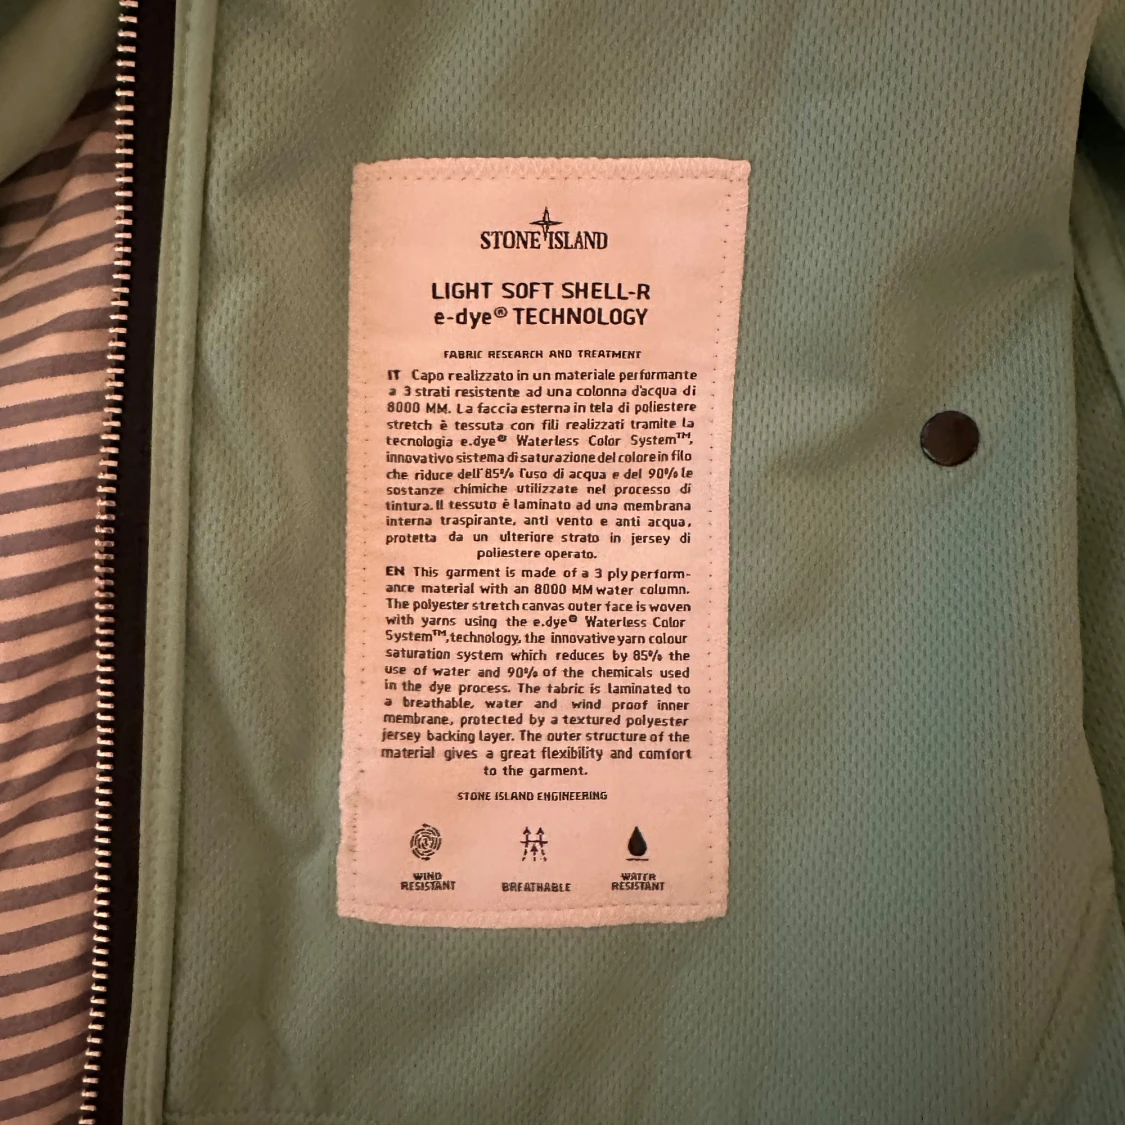 STONE ISLAND
LIGHT SOFT SHELL-R
e-dye® TECHNOLOGY
FABRIC RESEARCH AND TREATMENT
IT Capo realizzato in un materiale performante
a 3 strati resistente ad una colonna d'acqua di
8000 MM. La faccia esterna in tela di poliestere
stretch è tessuta con fili realizzati tramite la
tecnologia e.dye® Waterless Color System™,
innovativo sistema di saturazione del colore in filo
che riduce dell'85% l'uso di acqua e del 90% le
sostanze chimiche utilizzate nel processo di
tintura. Il tessuto è laminato ad una membrana
interna traspirante, anti vento e anti acqua,
protetta da un ulteriore strato in jersey di
poliestere operato.
EN This garment is made of a 3 ply perform-
ance material with an 8000 MM water column.
The polyester stretch canvas outer face is woven
with yarns using the e.dye® Waterless Color
System™, technology, the innovative yarn colour
saturation system which reduces by 85% the
use of water and 90% of the chemicals used
in the dye process. The fabric is laminated to
a breathable, water and wind proof inner
membrane, protected by a textured polyester
jersey backing layer. The outer structure of the
material gives a great flexibility and comfort
to the garment.
STONE ISLAND ENGINEERING
WIND
RESISTANT
BREATHABLE
WATER
RESISTANT